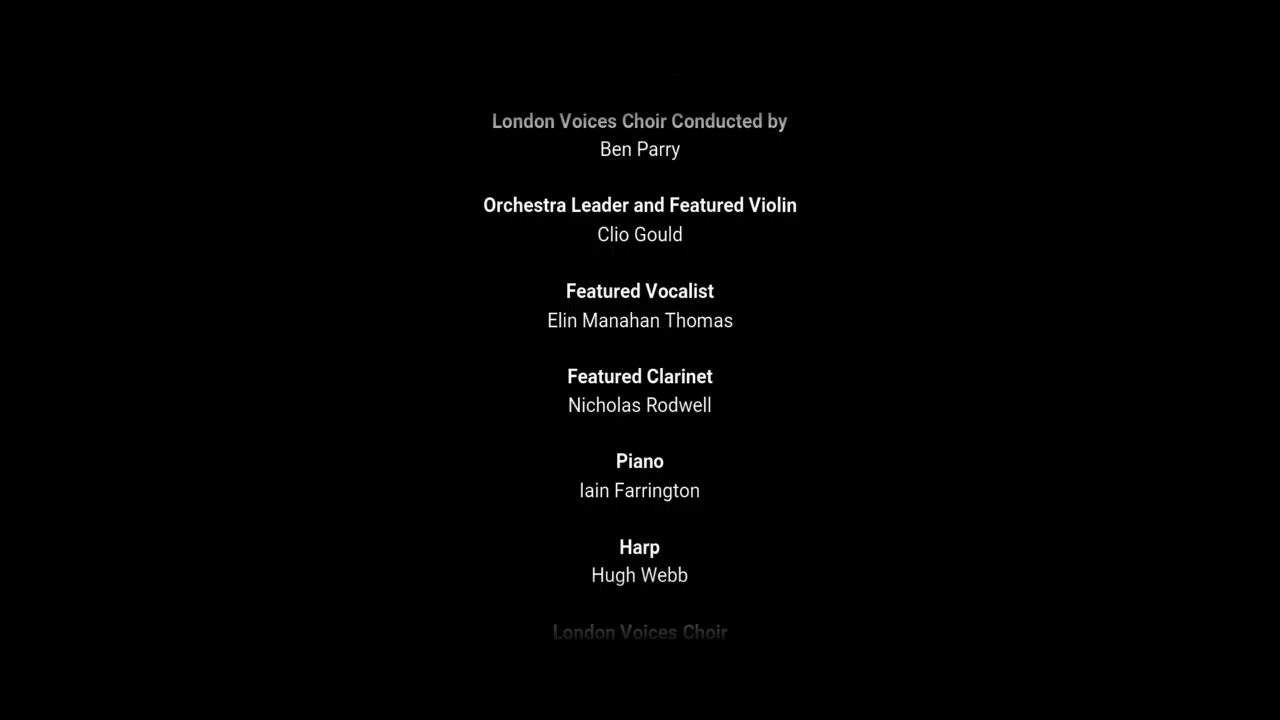 London Voices Choir Conducted by
Ben Parry
Orchestra Leader and Featured Violin
Clio Gould
Featured Vocalist
Elin Manahan Thomas
Featured Clarinet
Nicholas Rodwell
Piano
Iain Farrington
Harp
Hugh Webb
London Voices Choir